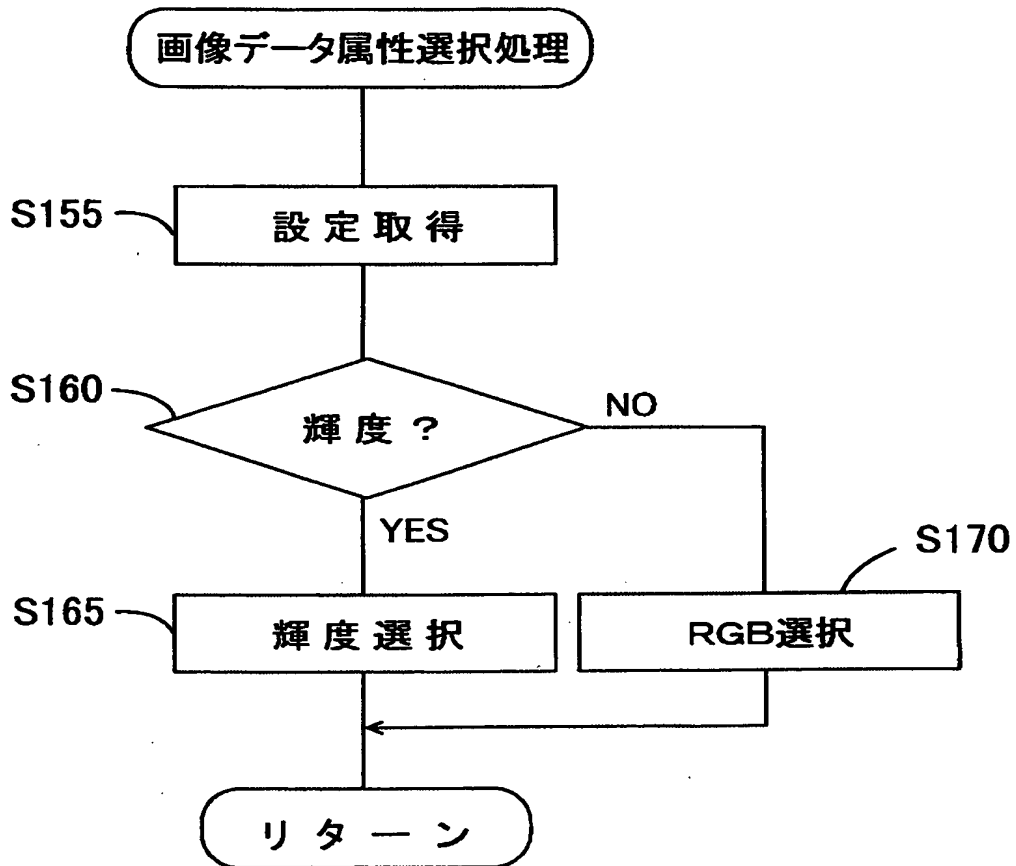 画像データ属性選択処理
S155
設定取得
S160
輝度?
NO
YES
S170
S165
輝度選択
RGB選択
リターン